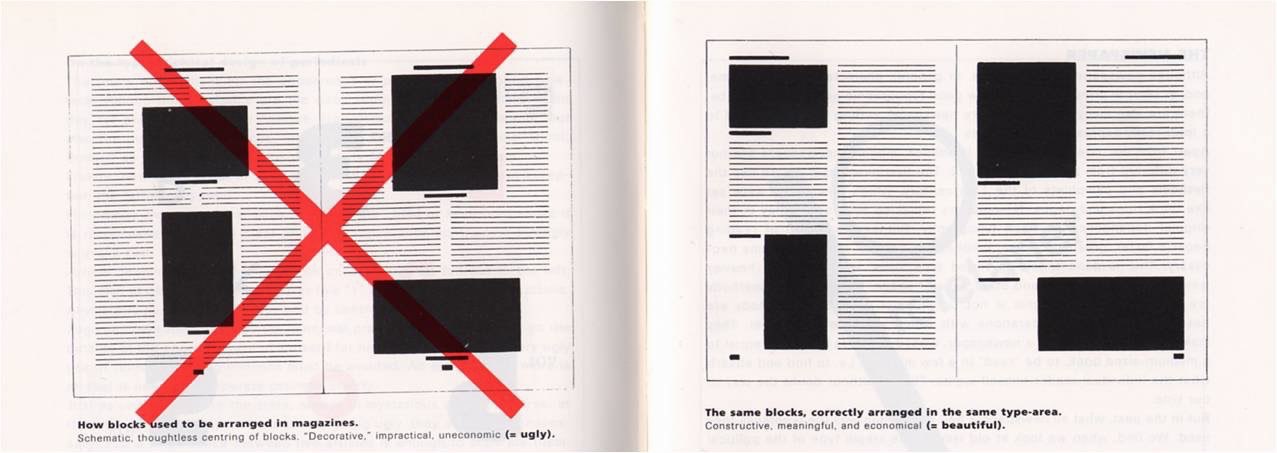 How blocks used to be arranged in magazines.
Schematic, thoughtless centring of blocks. "Decorative," impractical, uneconomic (= ugly).
The same blocks, correctly arranged in the same type-area.
Constructive, meaningful, and economical (= beautiful).